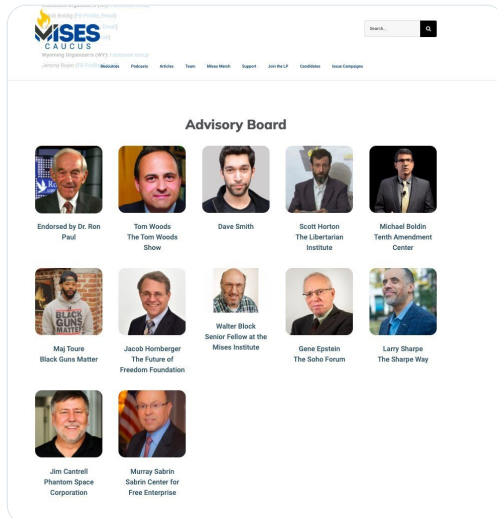 MISES
CAUCUS
Wyoming Organizers (WY):
Search...
Resources Podcasts Articles Team Mises Merch Support Join the LP Candidates Issue Campaigns
Advisory Board
Endorsed by Dr. Ron
Paul
Tom Woods
The Tom Woods
Show
Dave Smith
Scott Horton
The Libertarian
Institute
Michael Boldin
Tenth Amendment
Center
BLACK
GUNS
MATTER
Maj Toure
Black Guns Matter
Jacob Hornberger
The Future of
Freedom Foundation
Walter Block
Senior Fellow at the
Mises Institute
Gene Epstein
The Soho Forum
Larry Sharpe
The Sharpe Way
Jim Cantrell
Phantom Space
Corporation
Murray Sabrin
Sabrin Center for
Free Enterprise